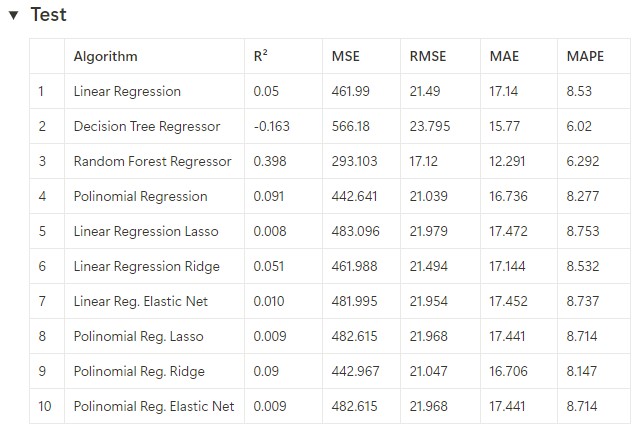 Test
Algorithm R² MSE RMSE MAE MAPE
1 Linear Regression 0.05 461.99 21.49 17.14 8.53
2 Decision Tree Regressor -0.163 566.18 23.795 15.77 6.02
3 Random Forest Regressor 0.398 293.103 17.12 12.291 6.292
4 Polinomial Regression 0.091 442.641 21.039 16.736 8.277
5 Linear Regression Lasso 0.008 483.096 21.979 17.472 8.753
6 Linear Regression Ridge 0.051 461.988 21.494 17.144 8.532
7 Linear Reg. Elastic Net 0.010 481.995 21.954 17.452 8.737
8 Polinomial Reg. Lasso 0.009 482.615 21.968 17.441 8.714
9 Polinomial Reg. Ridge 0.09 442.967 21.047 16.706 8.147
10 Polinomial Reg. Elastic Net 0.009 482.615 21.968 17.441 8.714